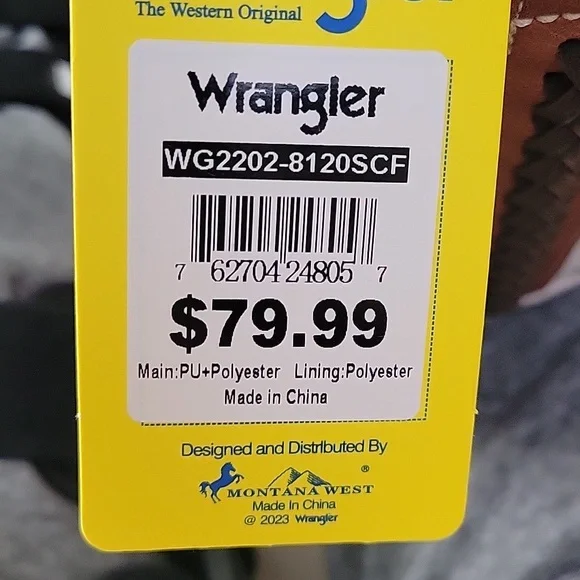 The Western Original
Wrangler
WG2202-8120SCF
7 62704 24805 7
$79.99
Main:PU+Polyester Lining:Polyester
Made in China
Designed and Distributed By
MONTANA WEST ®
Made In China
@ 2023 Wrangler